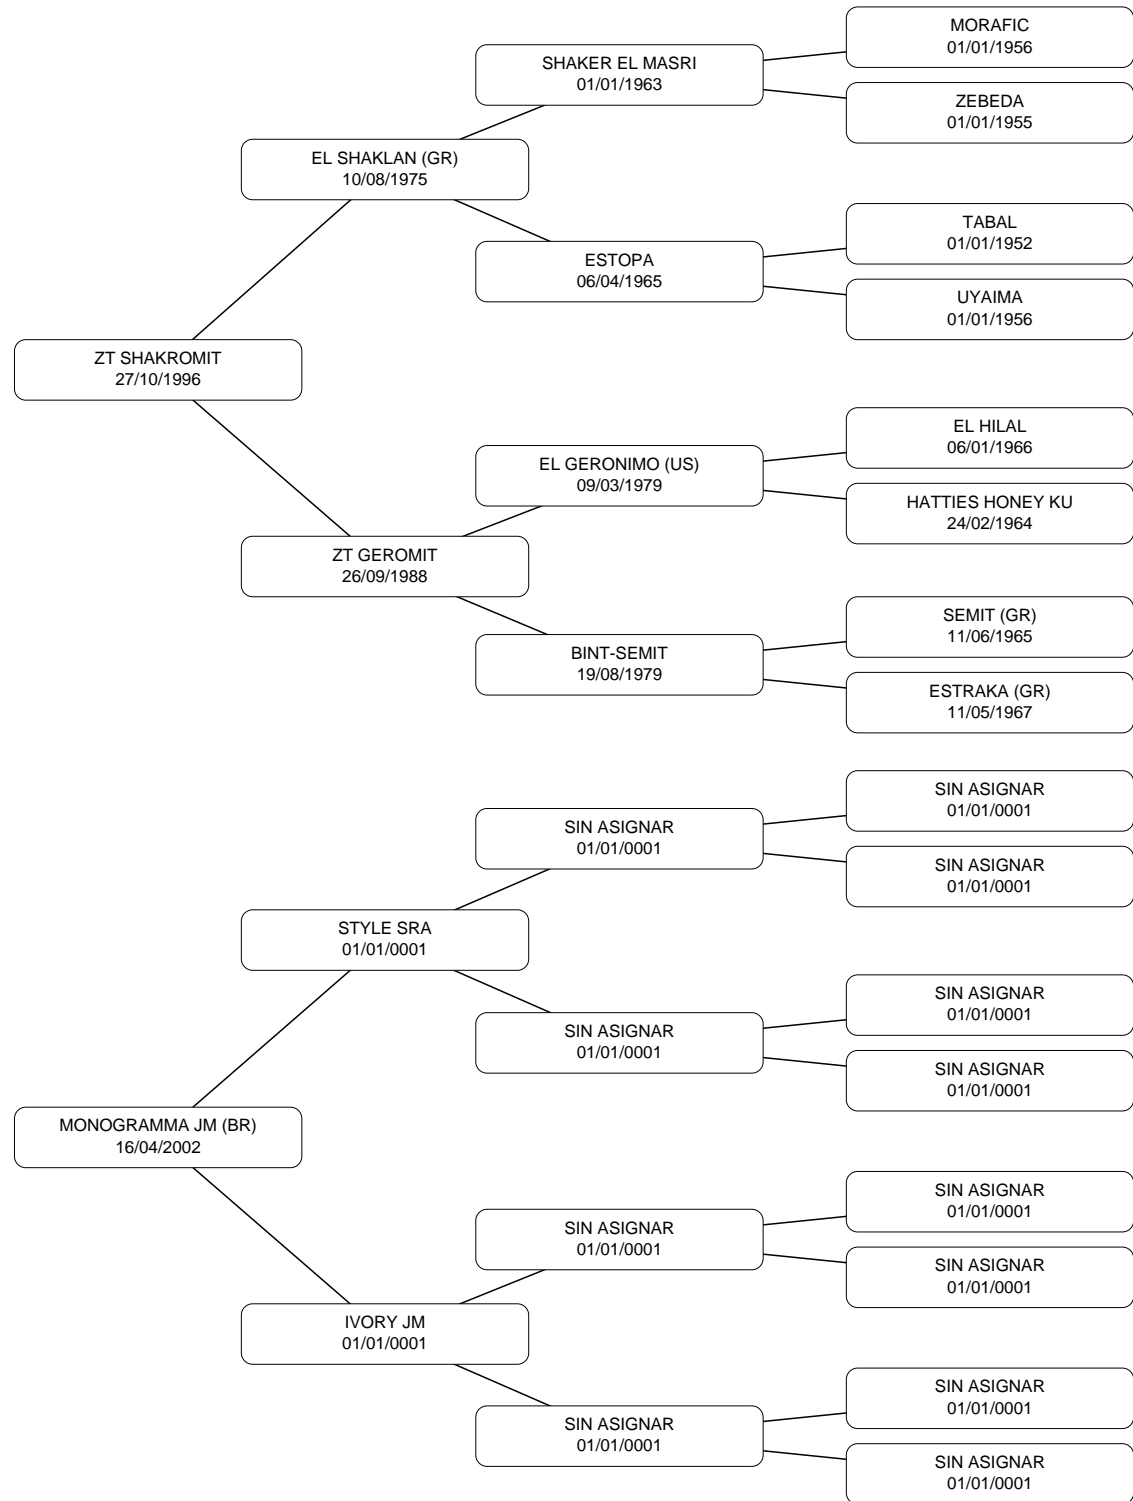 MORAFIC
01/01/1956
SHAKER EL MASRI
01/01/1963
ZEBEDA
01/01/1955
EL SHAKLAN (GR)
10/08/1975
TABAL
01/01/1952
ESTOPA
06/04/1965
UYAIMA
01/01/1956
ZT SHAKROMIT
27/10/1996
EL HILAL
06/01/1966
EL GERONIMO (US)
09/03/1979
HATTIES HONEY KU
24/02/1964
ZT GEROMIT
26/09/1988
SEMIT (GR)
11/06/1965
BINT-SEMIT
19/08/1979
ESTRAKA (GR)
11/05/1967
SIN ASIGNAR
01/01/0001
SIN ASIGNAR
01/01/0001
SIN ASIGNAR
01/01/0001
STYLE SRA
01/01/0001
SIN ASIGNAR
01/01/0001
SIN ASIGNAR
01/01/0001
SIN ASIGNAR
01/01/0001
MONOGRAMMA JM (BR)
16/04/2002
SIN ASIGNAR
01/01/0001
SIN ASIGNAR
01/01/0001
SIN ASIGNAR
01/01/0001
IVORY JM
01/01/0001
SIN ASIGNAR
01/01/0001
SIN ASIGNAR
01/01/0001
SIN ASIGNAR
01/01/0001